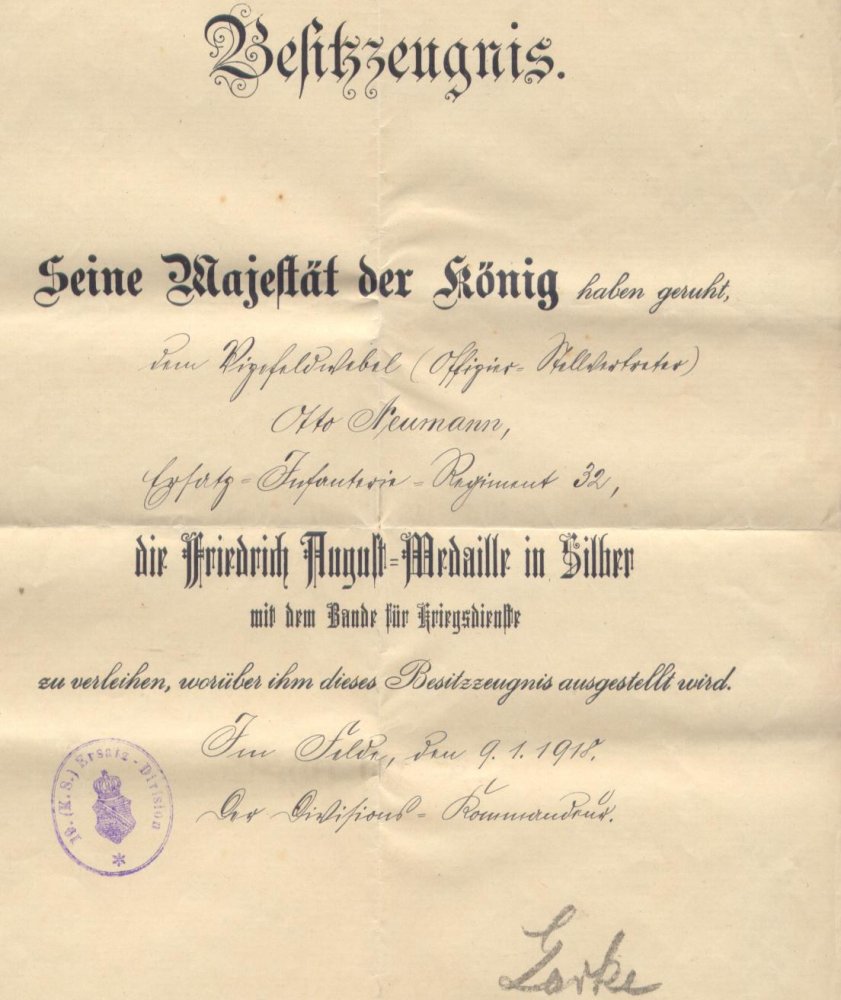 Besitzzeugnis.
Seine Majestät der König haben geruht,
dem Vizefeldwebel (Offizier-Stellvertreter)
Otto Neumann,
Ersatz-Infanterie-Regiment 32,
die Friedrich August-Medaille in Silber
mit dem Bande für Kriegsdienste
zu verleihen, worüber ihm dieses Besitzzeugnis ausgestellt wird.
Im Felde, den 9. 1. 1918.
19. (K.S.) Ersatz-Division
Der Divisions-Kommandeur.